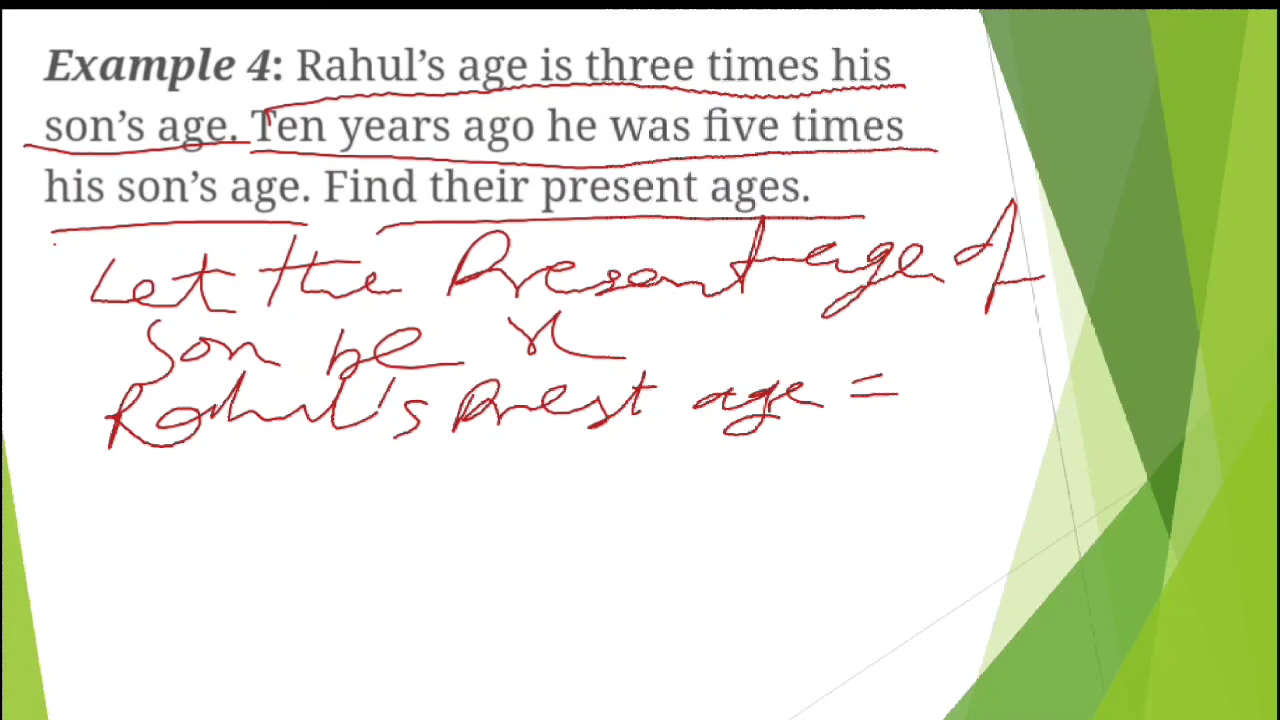 Example 4: Rahul’s age is three times his
son’s age. Ten years ago he was five times
his son’s age. Find their present ages.
Let the Present age of
Son be x
Rahul's Prest age =